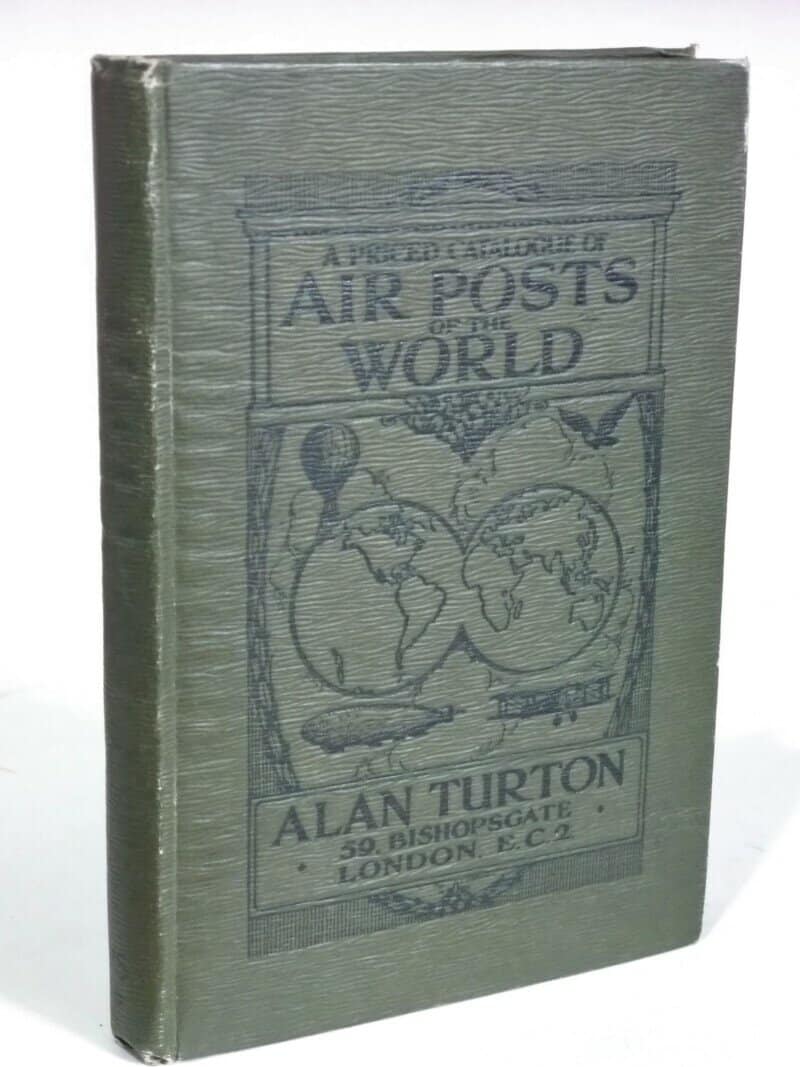 A PRICED CATALOGUE OF
AIR POSTS
OF THE
WORLD
ALAN TURTON
59, BISHOPSGATE
LONDON, E.C.2